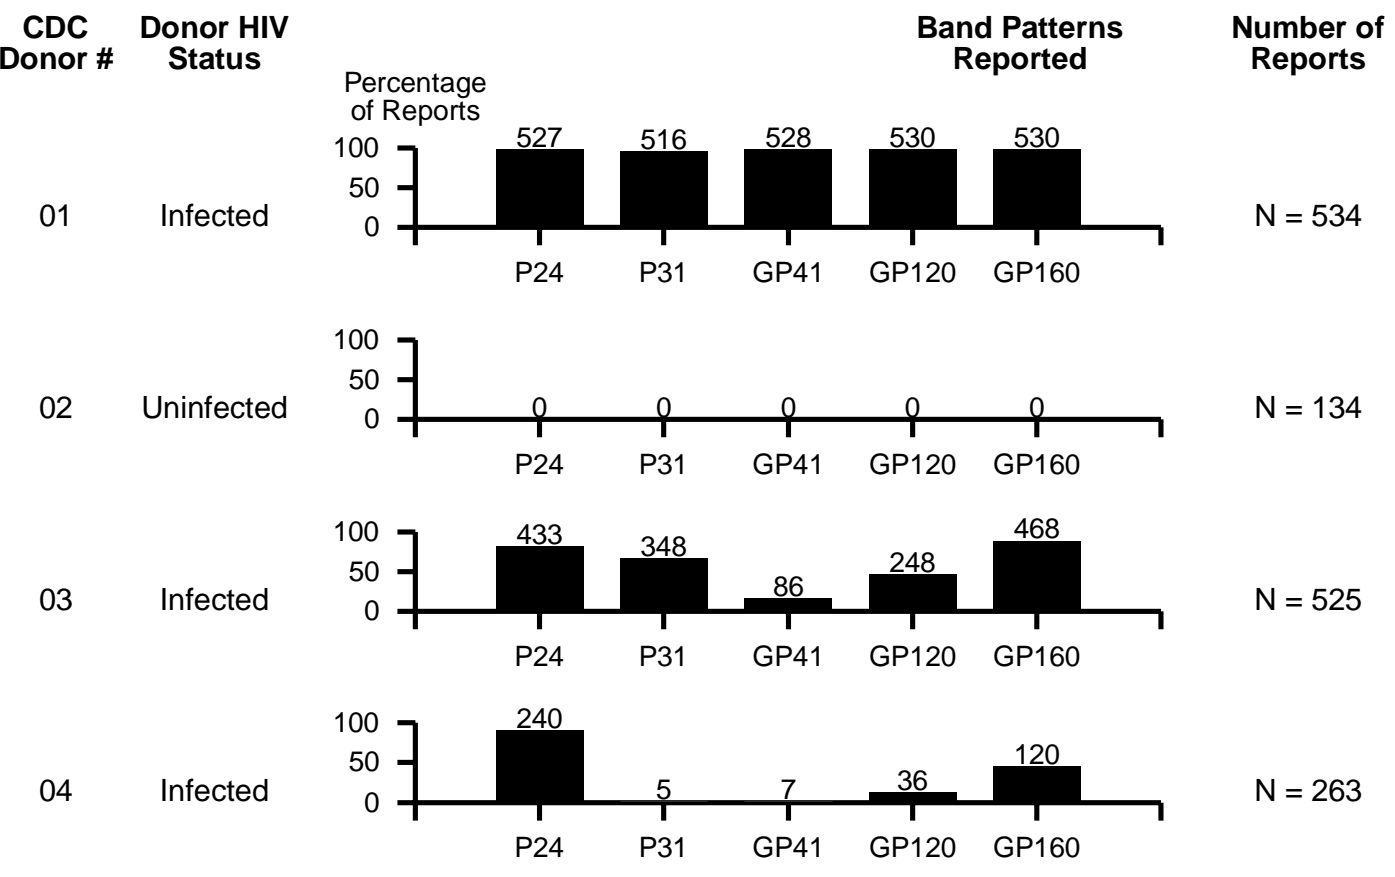 CDC Donor HIV Band Patterns Number of
Donor # Status Reported Reports
Percentage
of Reports
527 516 528 530 530
100
50
0
01 Infected N = 534
P24 P31 GP41 GP120 GP160
100
50
0
0 0 0 0 0
02 Uninfected N = 134
P24 P31 GP41 GP120 GP160
433 348 86 248 468
100
50
0
03 Infected N = 525
P24 P31 GP41 GP120 GP160
240 5 7 36 120
100
50
0
04 Infected N = 263
P24 P31 GP41 GP120 GP160